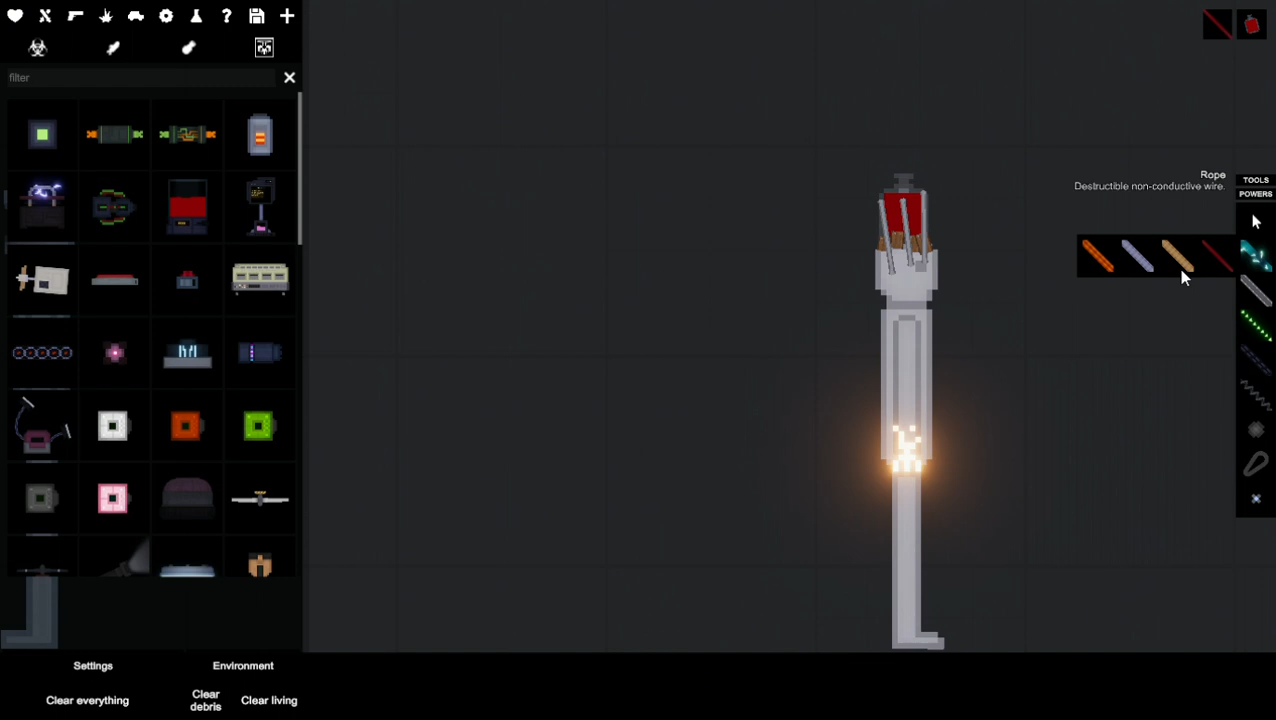 ?
filter
Rope
Destructible non-conductive wire.
TOOLS
POWERS
Settings
Environment
Clear everything
Clear
debris
Clear living